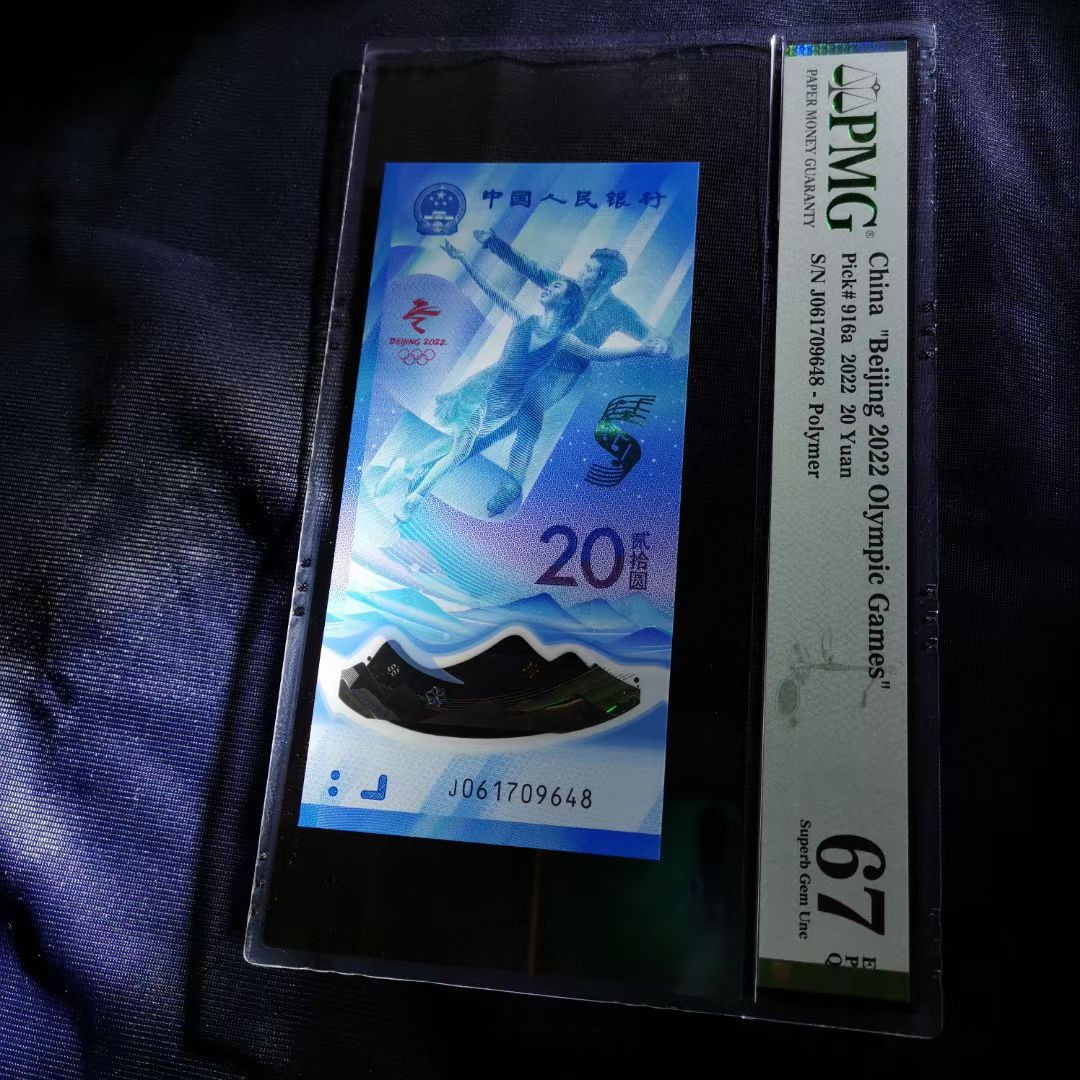 中国人民银行
BEIJING 2022
20
贰拾圆
J061709648
PMG®
PAPER MONEY GUARANTY
China "Beijing 2022 Olympic Games"
Pick# 916a 2022 20 Yuan
S/N J061709648 - Polymer
67
Superb Gem Unc
E
P
Q